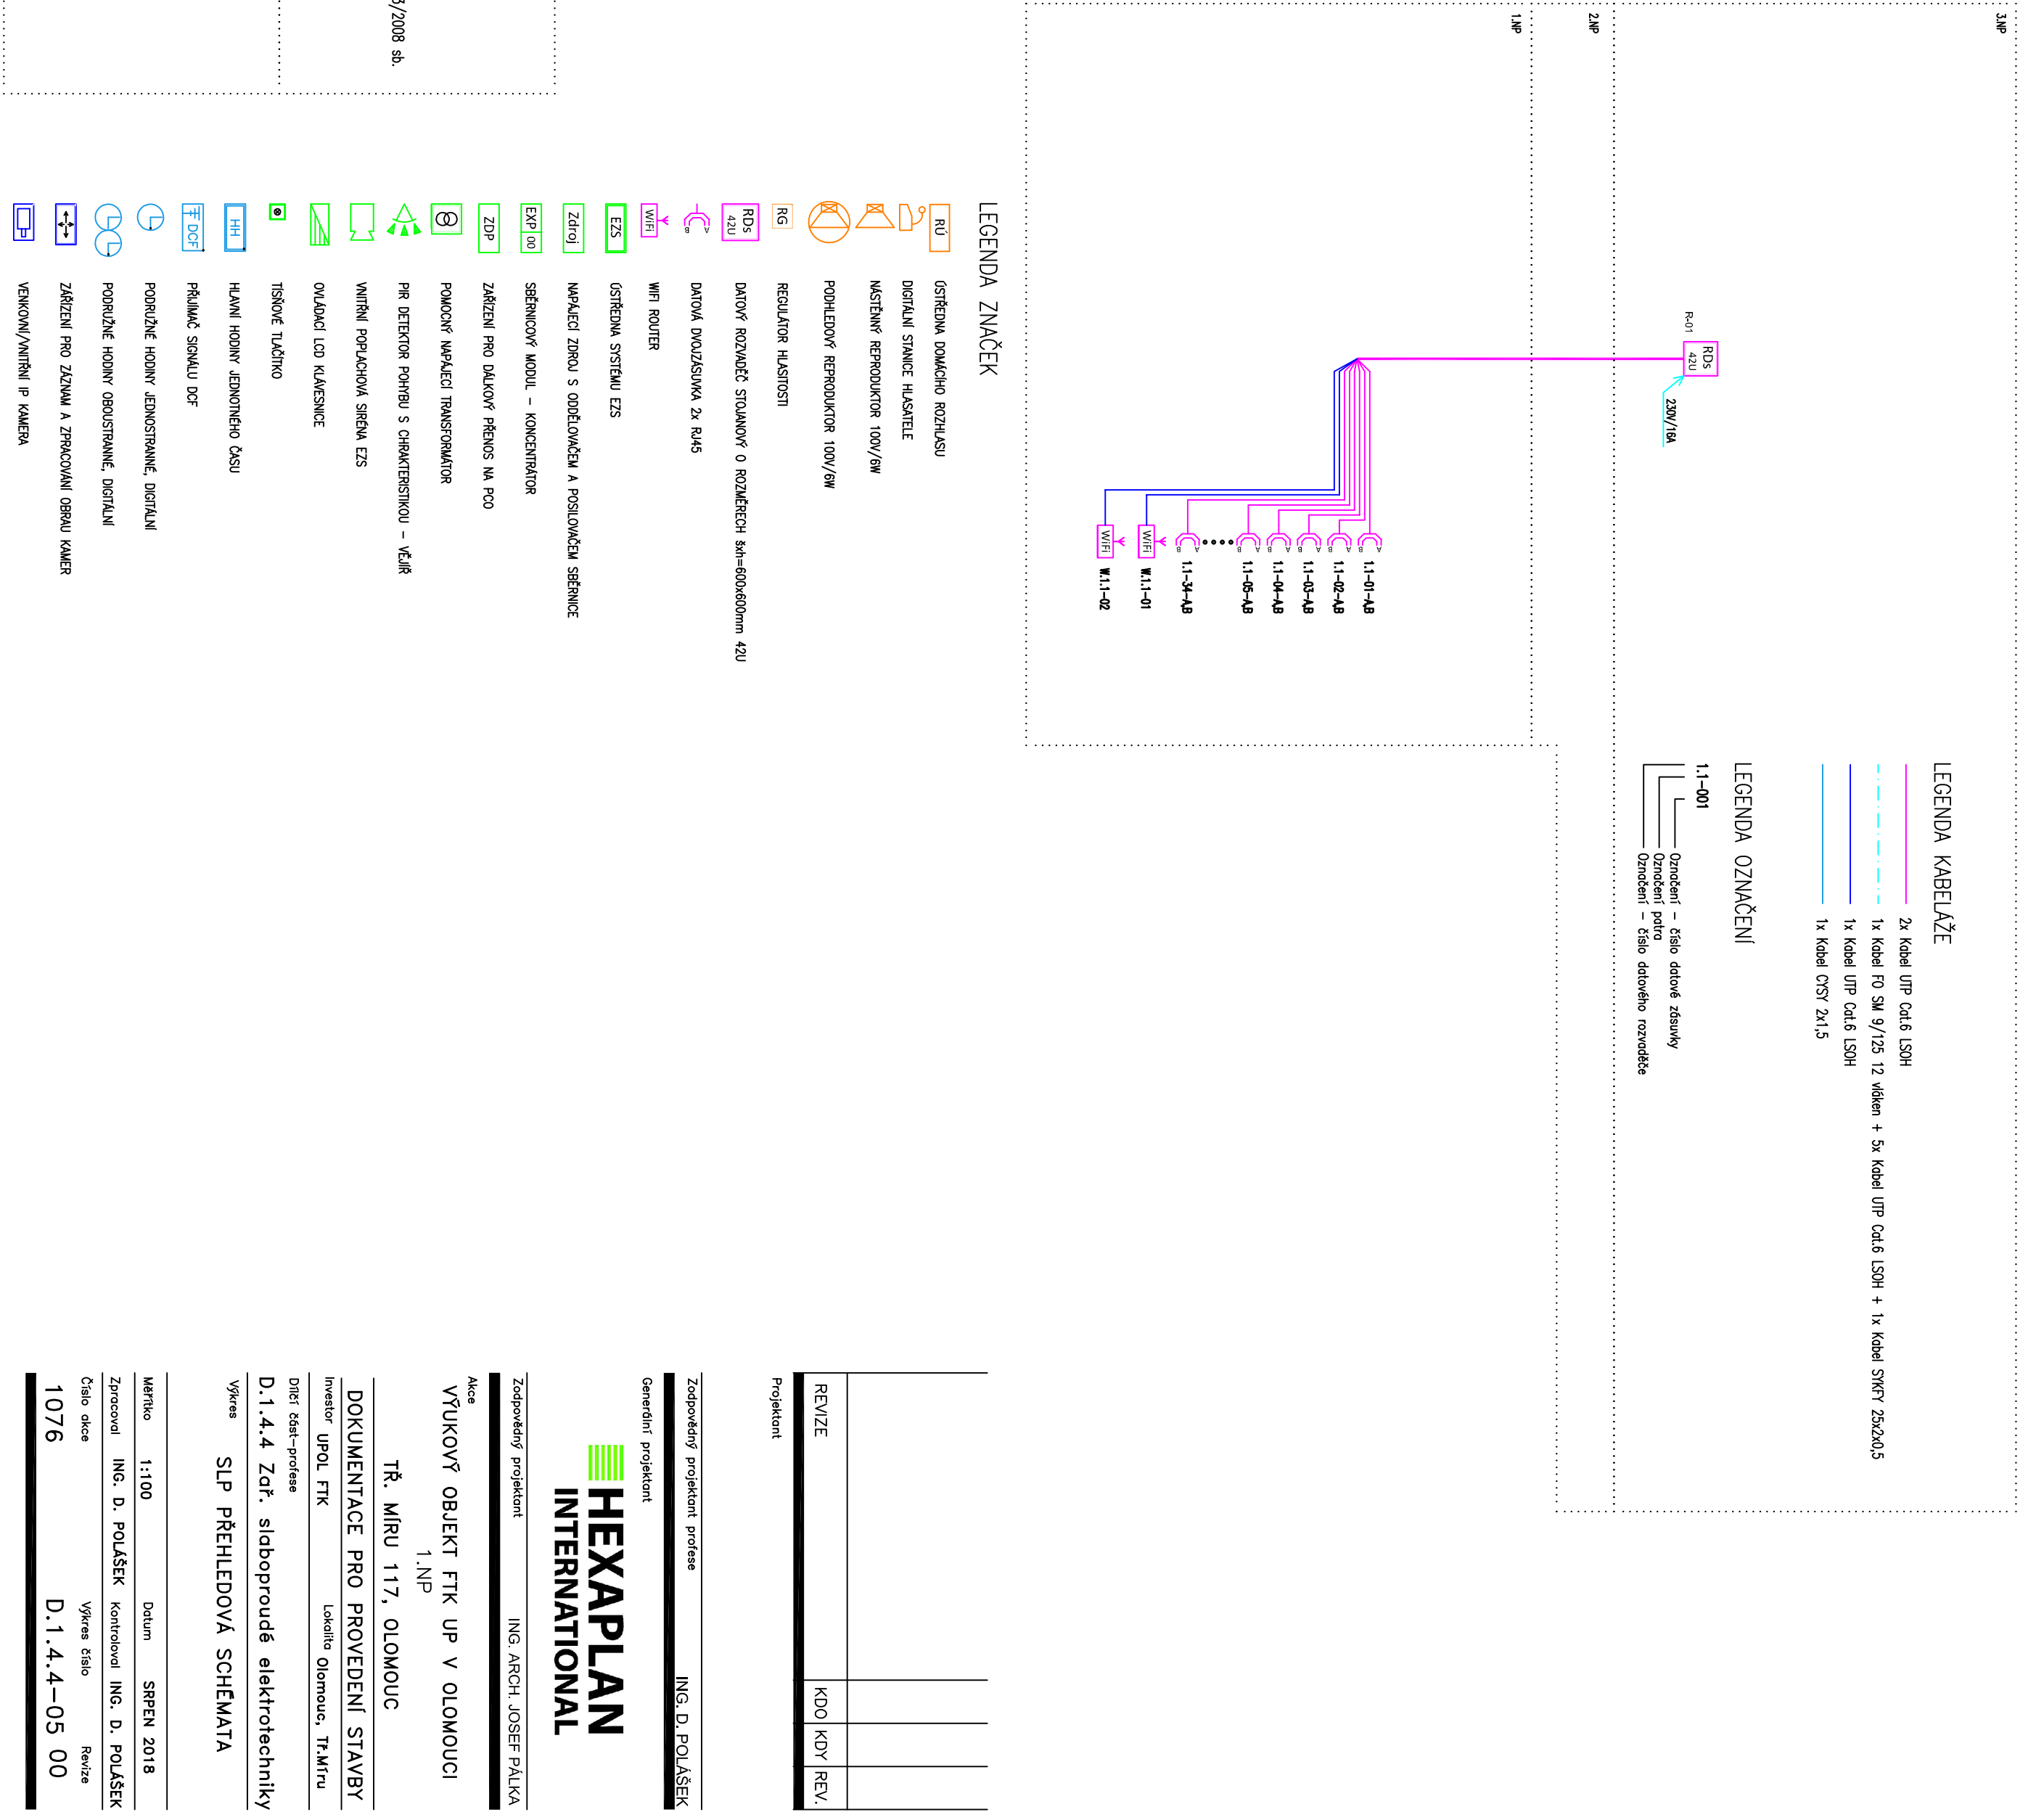 3.NP
2.NP
1.NP
R-01
RDs
42U
230V/16A
A
B
1.1-01-A,B
A
B
1.1-02-A,B
A
B
1.1-03-A,B
A
B
1.1-04-A,B
A
B
1.1-05-A,B
A
B
1.1-34-A,B
WiFi
W.1.1-01
WiFi
W.1.1-02
LEGENDA KABELÁŽE
2x Kabel UTP Cat.6 LSOH
1x Kabel FO SM 9/125 12 vláken + 5x Kabel UTP Cat.6 LSOH + 1x Kabel SYKFY 25x2x0,5
1x Kabel UTP Cat.6 LSOH
1x Kabel CYSY 2x1,5
LEGENDA OZNAČENÍ
1.1-001
Označení - číslo datové zásuvky
Označení patra
Označení - číslo datového rozvaděče
3/2008 sb.
LEGENDA ZNAČEK
RÚ ÚSTŘEDNA DOMÁCÍHO ROZHLASU
DIGITÁLNÍ STANICE HLASATELE
NÁSTĚNNÝ REPRODUKTOR 100V/6W
PODHLEDOVÝ REPRODUKTOR 100V/6W
RG REGULÁTOR HLASITOSTI
RDs 42U DATOVÝ ROZVADĚČ STOJANOVÝ O ROZMĚRECH šxh=600x600mm 42U
A B DATOVÁ DVOJZÁSUVKA 2x RJ45
WiFi WIFI ROUTER
EZS ÚSTŘEDNA SYSTÉMU EZS
Zdroj NAPÁJECÍ ZDROJ S ODDĚLOVAČEM A POSILOVAČEM SBĚRNICE
EXP 00 SBĚRNICOVÝ MODUL - KONCENTRÁTOR
ZDP ZAŘÍZENÍ PRO DÁLKOVÝ PŘENOS NA PCO
POMOCNÝ NAPÁJECÍ TRANSFORMÁTOR
PIR DETEKTOR POHYBU S CHRAKTERISTIKOU - VĚJÍŘ
VNITŘNÍ POPLACHOVÁ SIRÉNA EZS
OVLÁDACÍ LCD KLÁVESNICE
TÍSŇOVÉ TLAČÍTKO
HH HLAVNÍ HODINY JEDNOTNÉHO ČASU
DCF PŘIJÍMAČ SIGNÁLU DCF
PODRUŽNÉ HODINY JEDNOSTRANNÉ, DIGITÁLNÍ
PODRUŽNÉ HODINY OBOUSTRANNÉ, DIGITÁLNÍ
ZÁŘÍZENÍ PRO ZÁZNAM A ZPRACOVÁNÍ OBRAU KAMER
VENKOVNÍ/VNITŘNÍ IP KAMERA
REVIZE KDO KDY REV.
Projektant
Zodpovědný projektant profese ING. D. POLÁŠEK
Generální projektant
HEXAPLAN
INTERNATIONAL
Zodpovědný projektant ING. ARCH. JOSEF PÁLKA
Akce
VÝUKOVÝ OBJEKT FTK UP V OLOMOUCI
1.NP
TŘ. MÍRU 117, OLOMOUC
DOKUMENTACE PRO PROVEDENÍ STAVBY
Investor UPOL FTK Lokalita Olomouc, Tř.Míru
Dílčí část-profese
D.1.4.4 Zař. slaboproudé elektrotechniky
Výkres
SLP PŘEHLEDOVÁ SCHÉMATA
Měřítko 1:100 Datum SRPEN 2018
Zpracoval ING. D. POLÁŠEK Kontroloval ING. D. POLÁŠEK
Číslo akce Výkres číslo Revize
1076 D.1.4.4-05 00